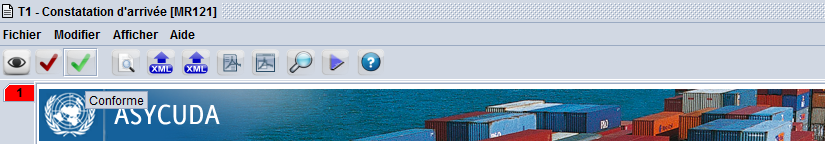 T1 - Constatation d'arrivée [MR121]
Fichier Modifier Afficher Aide
XML XML ?
1
Conforme
ASYCUDA